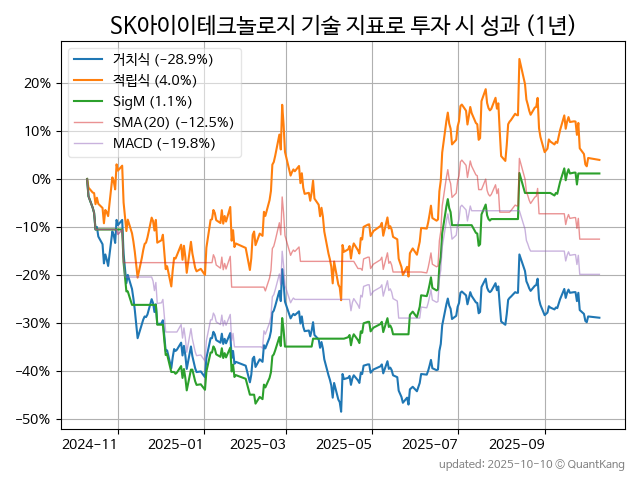 SK아이이테크놀로지 기술 지표로 투자 시 성과 (1년)
거치식 (−28.9%)
적립식 (4.0%)
SigM (1.1%)
SMA(20) (−12.5%)
MACD (−19.8%)
20%
10%
0%
−10%
−20%
−30%
−40%
−50%
2024−11 2025−01 2025−03 2025−05 2025−07 2025−09
updated: 2025-10-10 © QuantKang